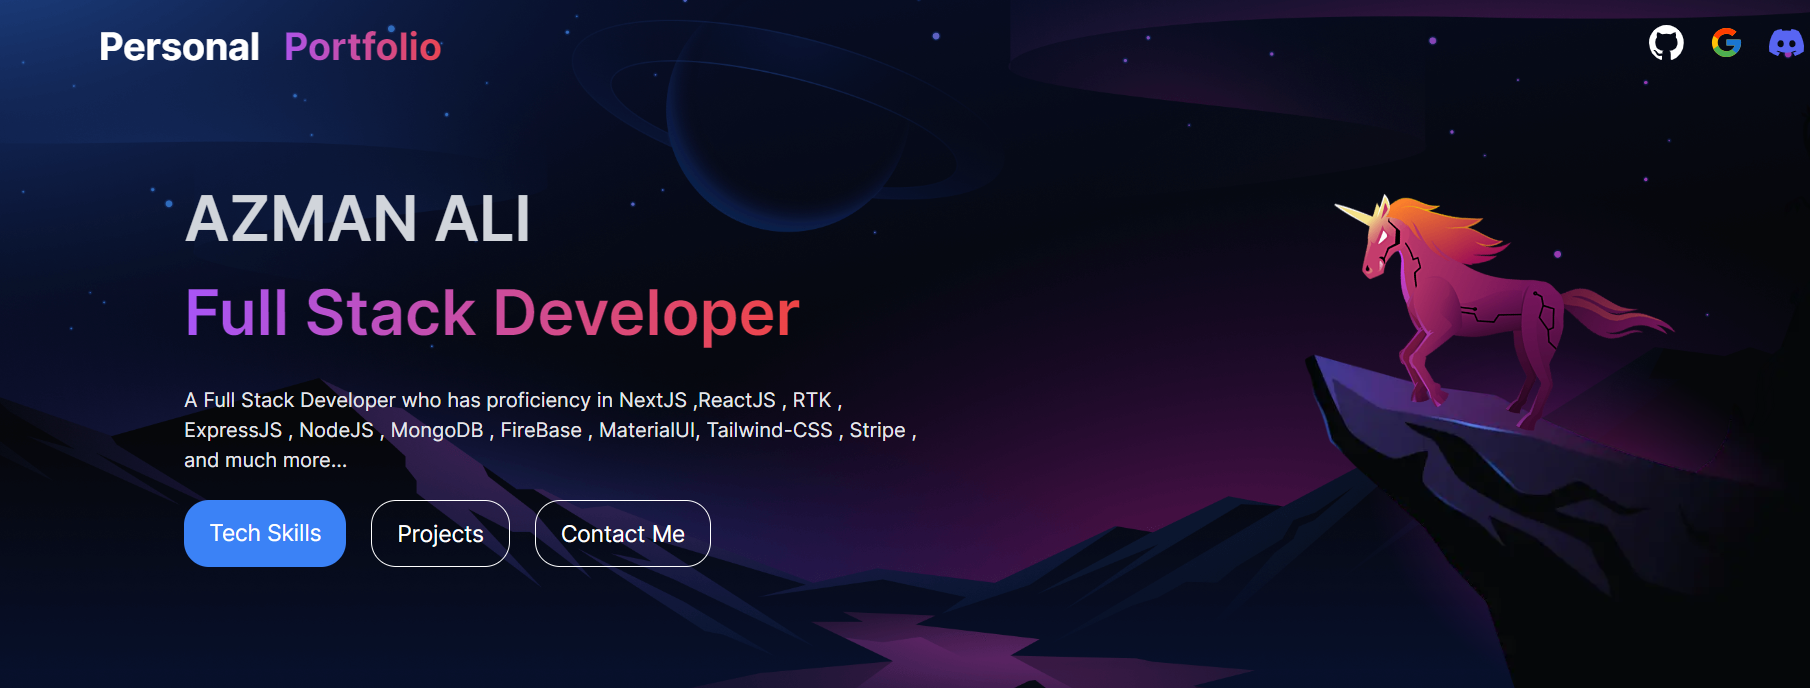 Personal Portfolio
AZMAN ALI
Full Stack Developer
A Full Stack Developer who has proficiency in NextJS ,ReactJS , RTK ,
ExpressJS , NodeJS , MongoDB , FireBase , MaterialUI, Tailwind-CSS , Stripe ,
and much more...
Tech Skills Projects Contact Me